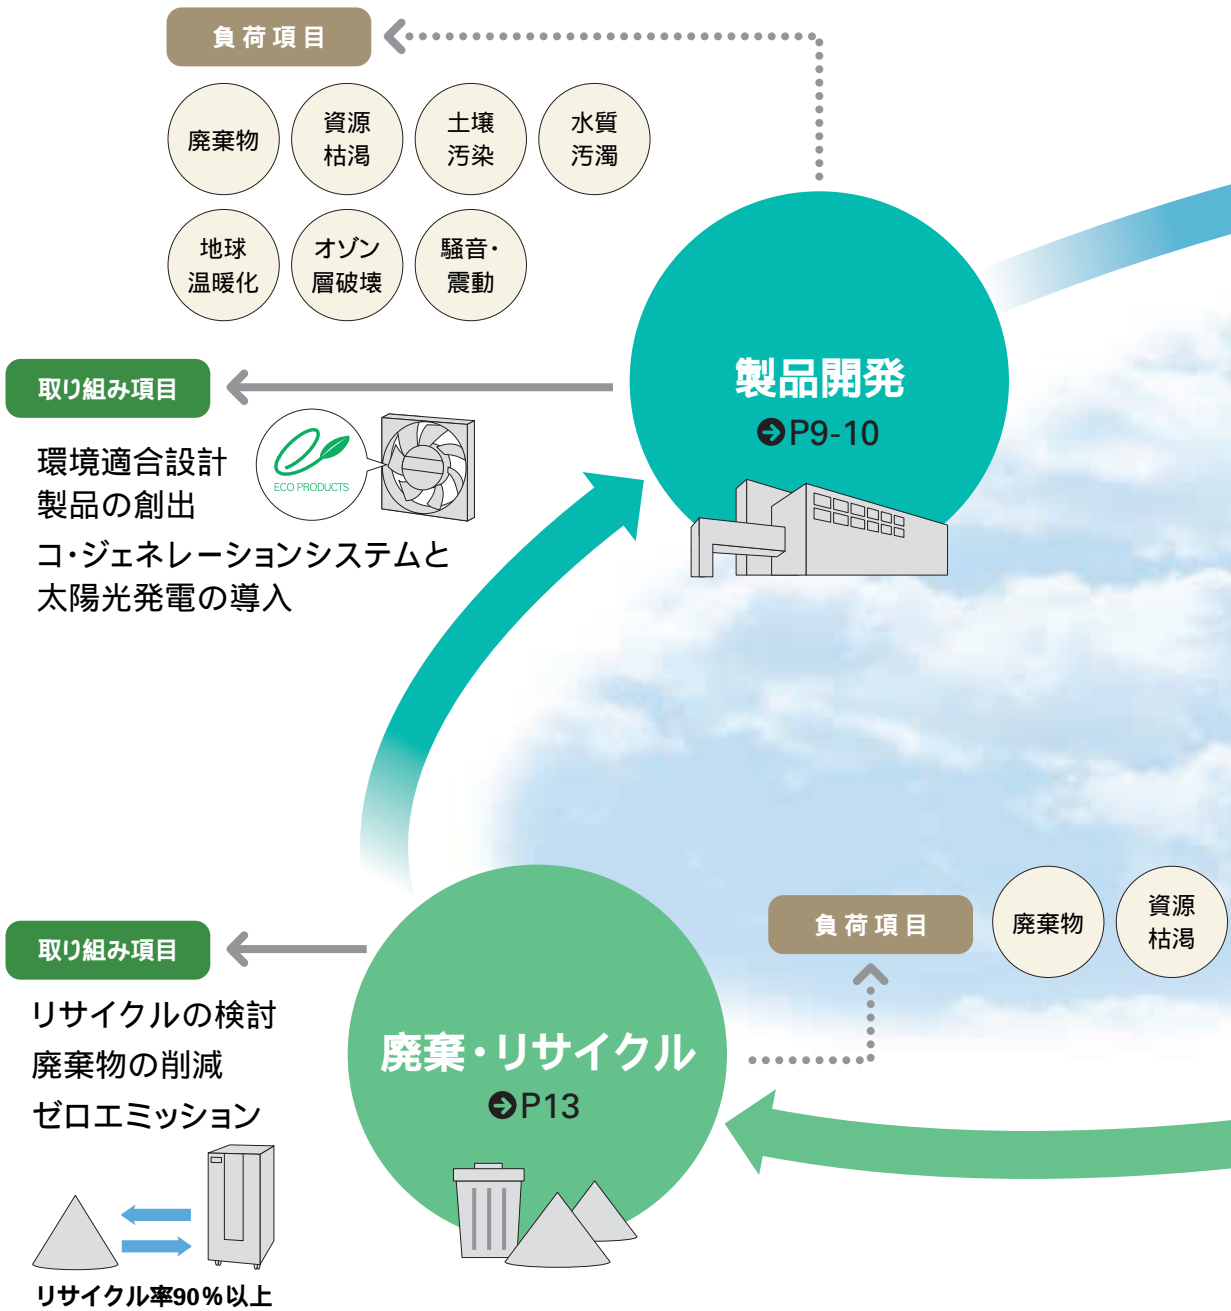 負荷項目
廃棄物
資源
枯渇
土壌
汚染
水質
汚濁
地球
温暖化
オゾン
層破壊
騒音・
震動
製品開発
P9-10
取り組み項目
ECO PRODUCTS
環境適合設計
製品の創出
コ・ジェネレーションシステムと
太陽光発電の導入
負荷項目
廃棄物
資源
枯渇
取り組み項目
リサイクルの検討
廃棄物の削減
ゼロエミッション
廃棄・リサイクル
P13
リサイクル率90%以上